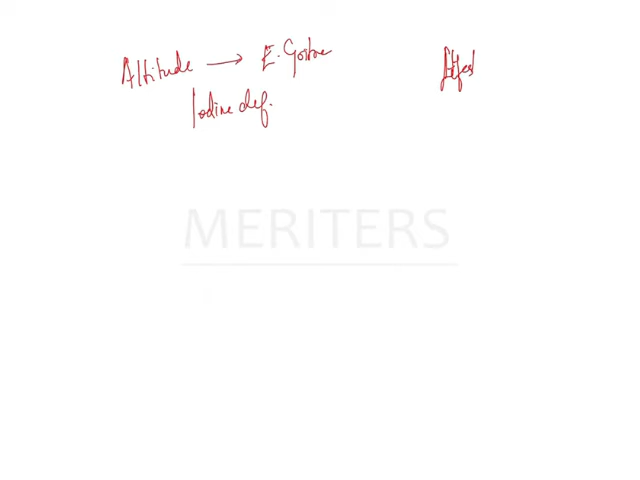 Altitude → E. Goitre
Iodine def.
MERITERS